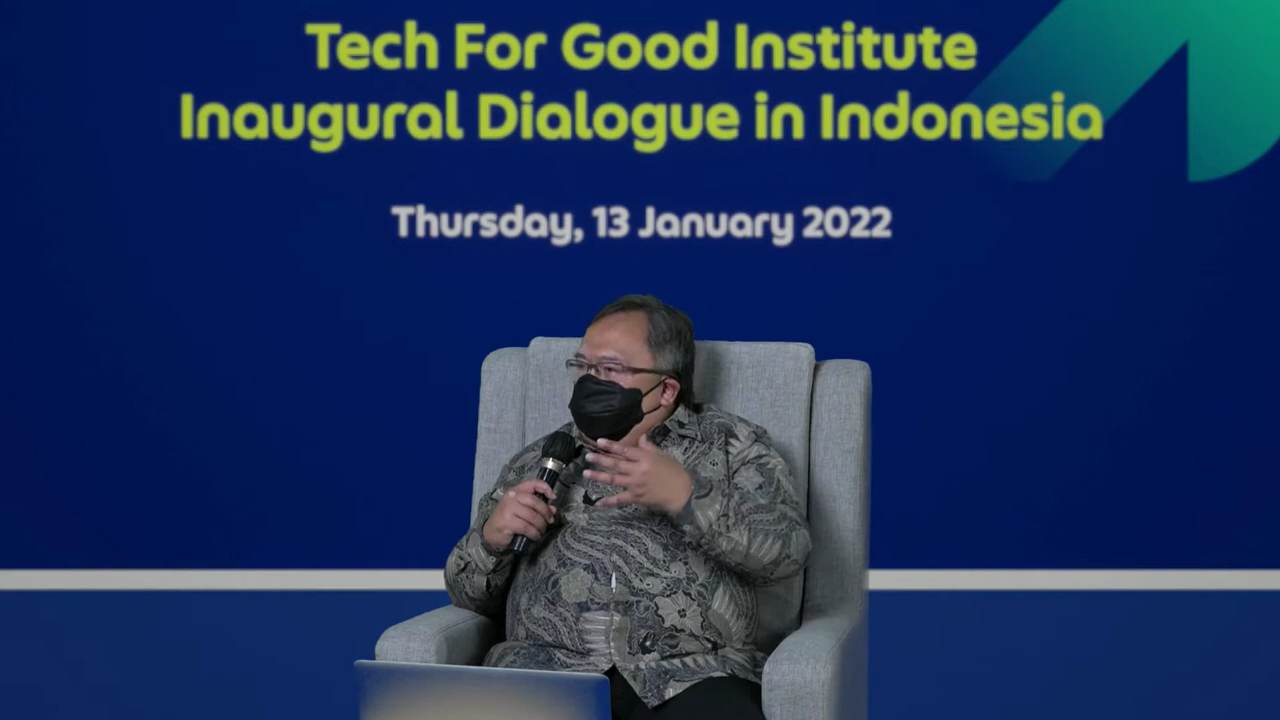 Tech For Good Institute
Inaugural Dialogue in Indonesia
Thursday, 13 January 2022